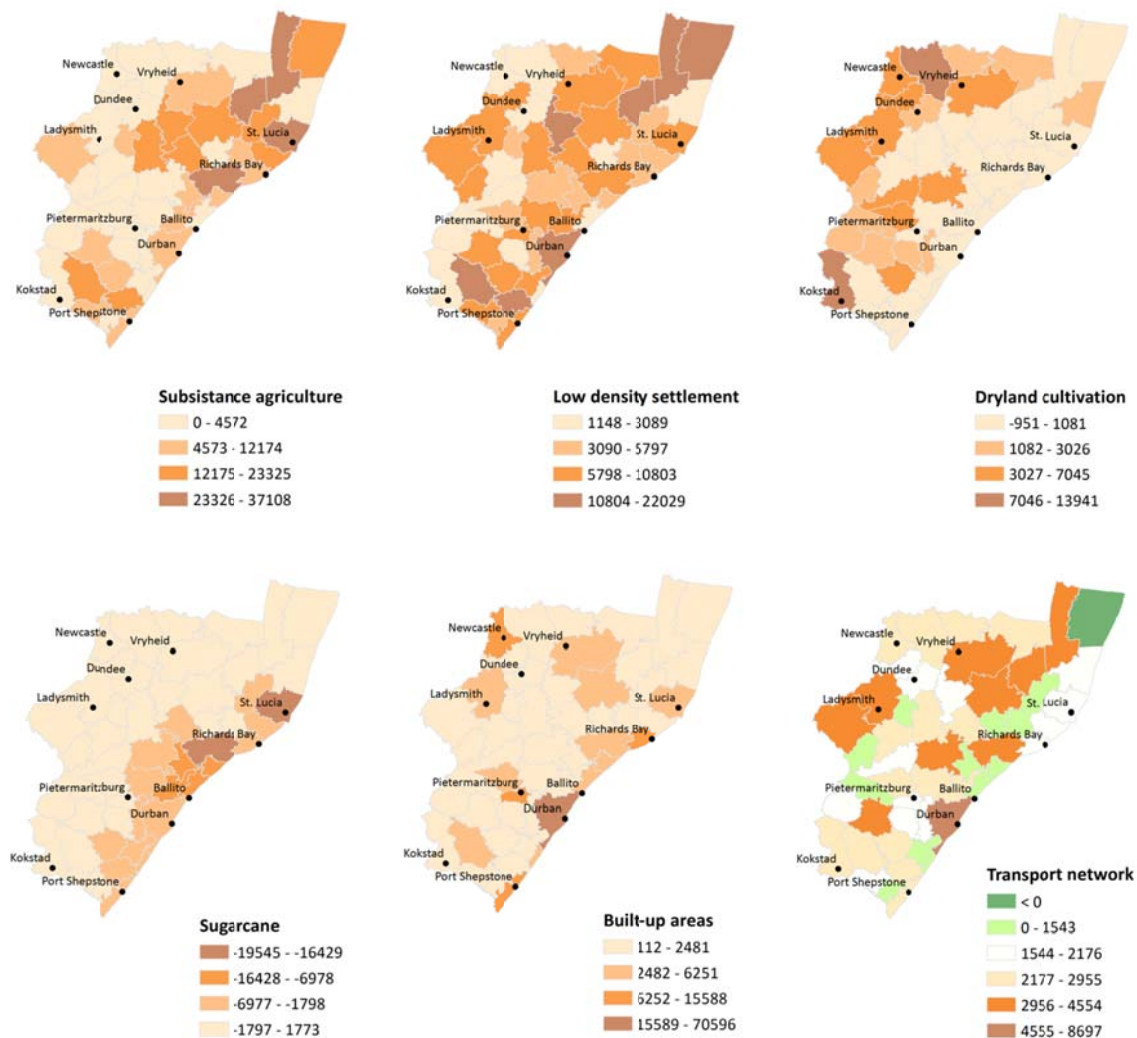 Newcastle
Vryheid
Dundee
Ladysmith
St. Lucia
Richards Bay
Pietermaritzburg
Ballito
Durban
Kokstad
Port Shepstone
Subsistance agriculture
0 - 4572
4573 - 12174
12175 - 23325
23326 - 37108
Newcastle
Vryheid
Dundee
Ladysmith
St. Lucia
Richards Bay
Pietermaritzburg
Ballito
Durban
Kokstad
Port Shepstone
Low density settlement
1148 - 3089
3090 - 5797
5798 - 10803
10804 - 22029
Newcastle
Vryheid
Dundee
Ladysmith
St. Lucia
Richards Bay
Pietermaritzburg
Ballito
Durban
Kokstad
Port Shepstone
Dryland cultivation
-951 - 1081
1082 - 3026
3027 - 7045
7046 - 13941
Newcastle
Vryheid
Dundee
Ladysmith
St. Lucia
Richards Bay
Pietermaritzburg
Ballito
Durban
Kokstad
Port Shepstone
Sugarcane
-19545 - -16429
-16428 - -6978
-6977 - -1798
-1797 - 1773
Newcastle
Vryheid
Dundee
Ladysmith
St. Lucia
Richards Bay
Pietermaritzburg
Ballito
Durban
Kokstad
Port Shepstone
Built-up areas
112 - 2481
2482 - 6251
6252 - 15588
15589 - 70596
Newcastle
Vryheid
Dundee
Ladysmith
St. Lucia
Richards Bay
Pietermaritzburg
Ballito
Durban
Kokstad
Port Shepstone
Transport network
< 0
0 - 1543
1544 - 2176
2177 - 2955
2956 - 4554
4555 - 8697